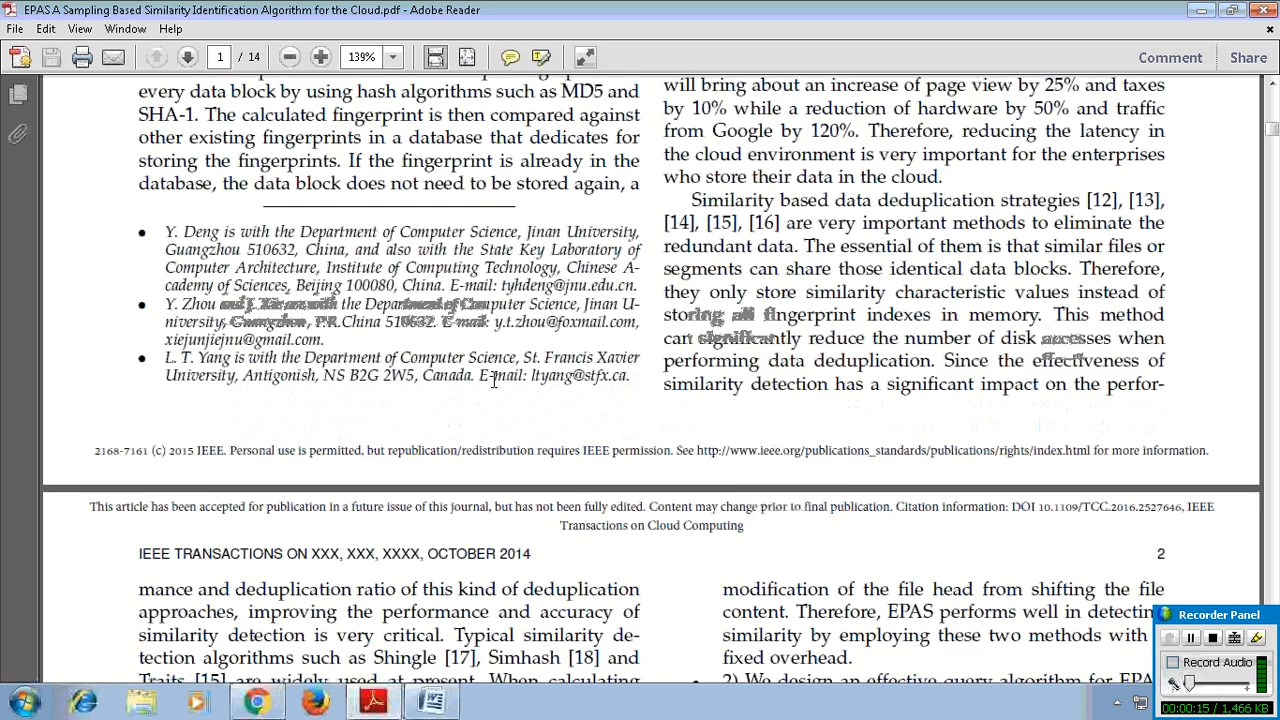 EPAS A Sampling Based Similarity Identification Algorithm for the Cloud.pdf - Adobe Reader
File Edit View Window Help
1 / 14 139% Comment Share
every data block by using hash algorithms such as MD5 and
SHA-1. The calculated fingerprint is then compared against
other existing fingerprints in a database that dedicates for
storing the fingerprints. If the fingerprint is already in the
database, the data block does not need to be stored again, a
• Y. Deng is with the Department of Computer Science, Jinan University,
Guangzhou 510632, China, and also with the State Key Laboratory of
Computer Architecture, Institute of Computing Technology, Chinese A-
cademy of Sciences, Beijing 100080, China. E-mail: tyhdeng@jnu.edu.cn.
• Y. Zhou and J. Xie are with the Department of Computer Science, Jinan U-
niversity, Guangzhou, P.R.China 510632. E-mail: y.t.zhou@foxmail.com,
xiejunjiejnu@gmail.com.
• L. T. Yang is with the Department of Computer Science, St. Francis Xavier
University, Antigonish, NS B2G 2W5, Canada. E-mail: ltyang@stfx.ca.
will bring about an increase of page view by 25% and taxes
by 10% while a reduction of hardware by 50% and traffic
from Google by 120%. Therefore, reducing the latency in
the cloud environment is very important for the enterprises
who store their data in the cloud.
Similarity based data deduplication strategies [12], [13],
[14], [15], [16] are very important methods to eliminate the
redundant data. The essential of them is that similar files or
segments can share those identical data blocks. Therefore,
they only store similarity characteristic values instead of
storing all fingerprint indexes in memory. This method
can significantly reduce the number of disk accesses when
performing data deduplication. Since the effectiveness of
similarity detection has a significant impact on the perfor-
2168-7161 (c) 2015 IEEE. Personal use is permitted, but republication/redistribution requires IEEE permission. See http://www.ieee.org/publications_standards/publications/rights/index.html for more information.
This article has been accepted for publication in a future issue of this journal, but has not been fully edited. Content may change prior to final publication. Citation information: DOI 10.1109/TCC.2016.2527646, IEEE
Transactions on Cloud Computing
IEEE TRANSACTIONS ON XXX, XXX, XXXX, OCTOBER 2014 2
mance and deduplication ratio of this kind of deduplication
approaches, improving the performance and accuracy of
similarity detection is very critical. Typical similarity de-
tection algorithms such as Shingle [17], Simhash [18] and
Traits [15] are widely used at present. When calculating
modification of the file head from shifting the file
content. Therefore, EPAS performs well in detectin
similarity by employing these two methods with
fixed overhead.
2) We design an effective query algorithm for EPA
Recorder Panel
Record Audio
00:00:15 / 1,466 KB